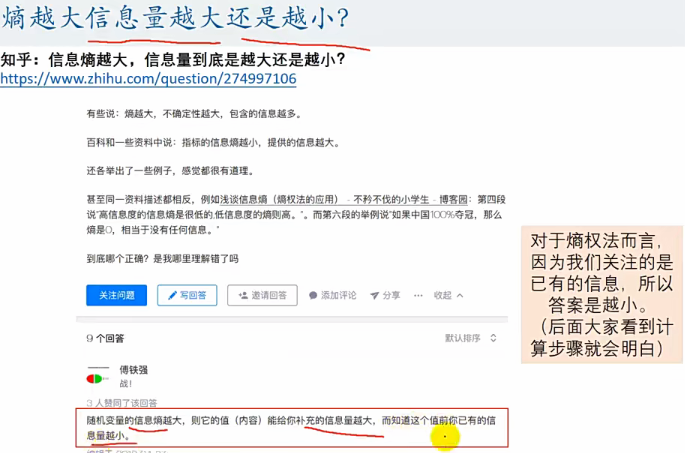 熵越大信息量越大还是越小？
知乎：信息熵越大，信息量到底是越大还是越小？
https://www.zhihu.com/question/274997106
有些说：熵越大，不确定性越大，包含的信息越多。
百科和一些资料中说：指标的信息熵越小，提供的信息越大。
还各举出了一些例子，感觉都很有道理。
甚至同一资料描述都相反，例如浅谈信息熵（熵权法的应用）- 不矜不伐的小学生 - 博客园：第四段
说"高信息度的信息熵是很低的,低信息度的熵则高。"。而第六段的举例说"如果中国100%夺冠，那么
熵是0，相当于没有任何信息。"
到底哪个正确？是我哪里理解错了吗
关注问题 写回答 邀请回答 添加评论 分享 ··· 收起
对于熵权法而言，
因为我们关注的是
已有的信息，所以
答案是越小。
（后面大家看到计
算步骤就会明白）
9 个回答 默认排序
傅铁强
战！
3 人赞同了该回答
随机变量的信息熵越大，则它的值（内容）能给你补充的信息量越大，而知道这个值前你已有的信
息量越小。